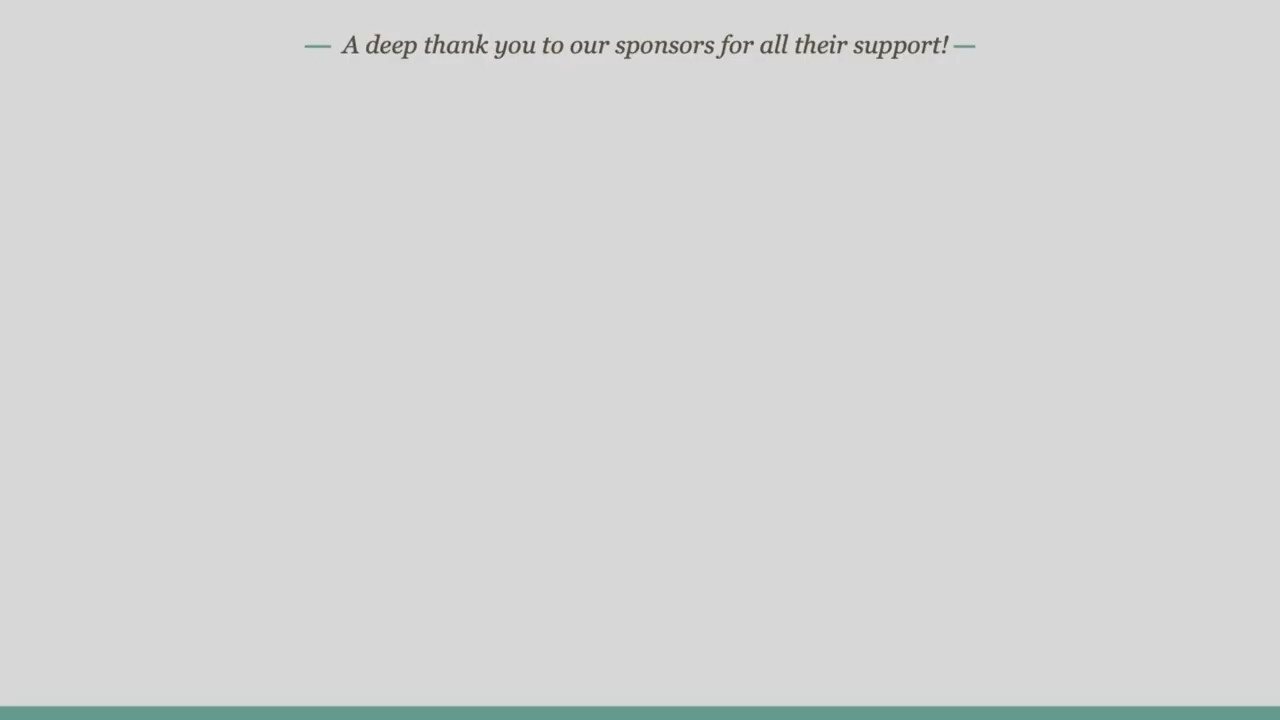 — A deep thank you to our sponsors for all their support! —